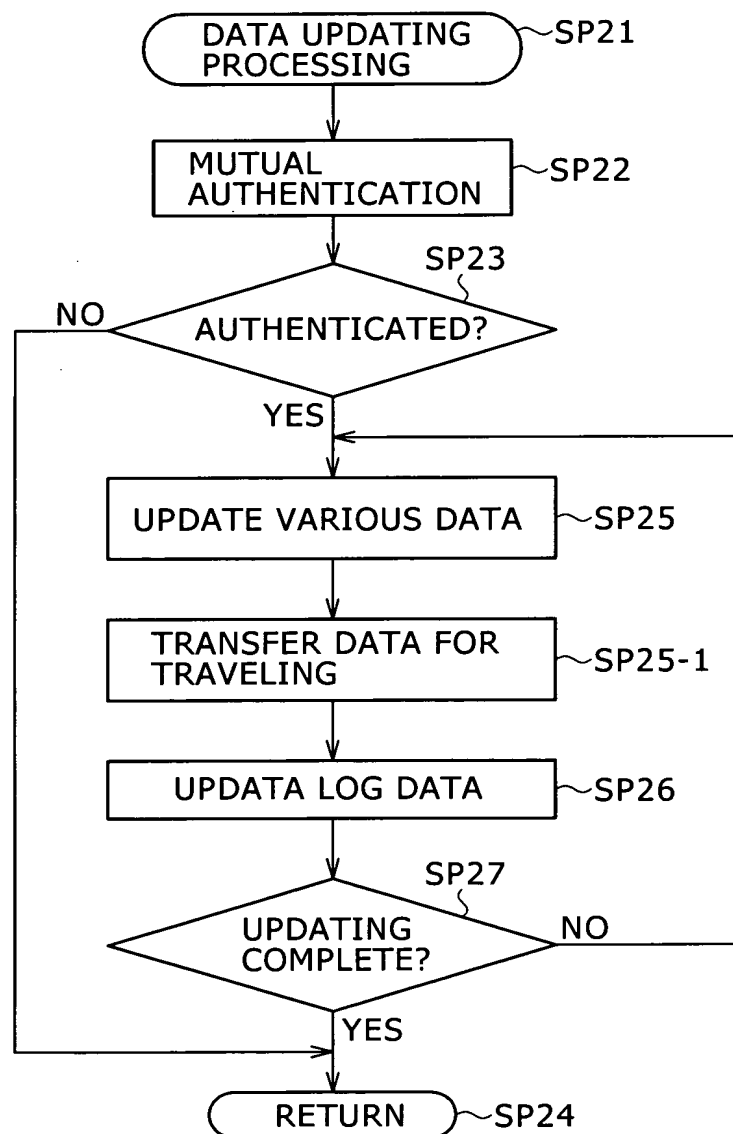 DATA UPDATING
PROCESSING
SP21
MUTUAL
AUTHENTICATION
SP22
SP23
NO
AUTHENTICATED?
YES
UPDATE VARIOUS DATA
SP25
TRANSFER DATA FOR
TRAVELING
SP25-1
UPDATA LOG DATA
SP26
SP27
UPDATING
COMPLETE?
NO
YES
RETURN
SP24